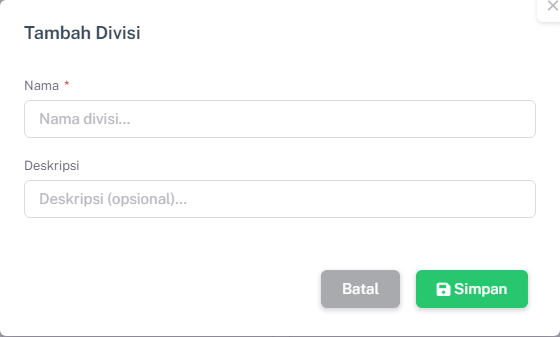 Tambah Divisi
Nama *
Nama divisi...
Deskripsi
Deskripsi (opsional)...
Batal
Simpan